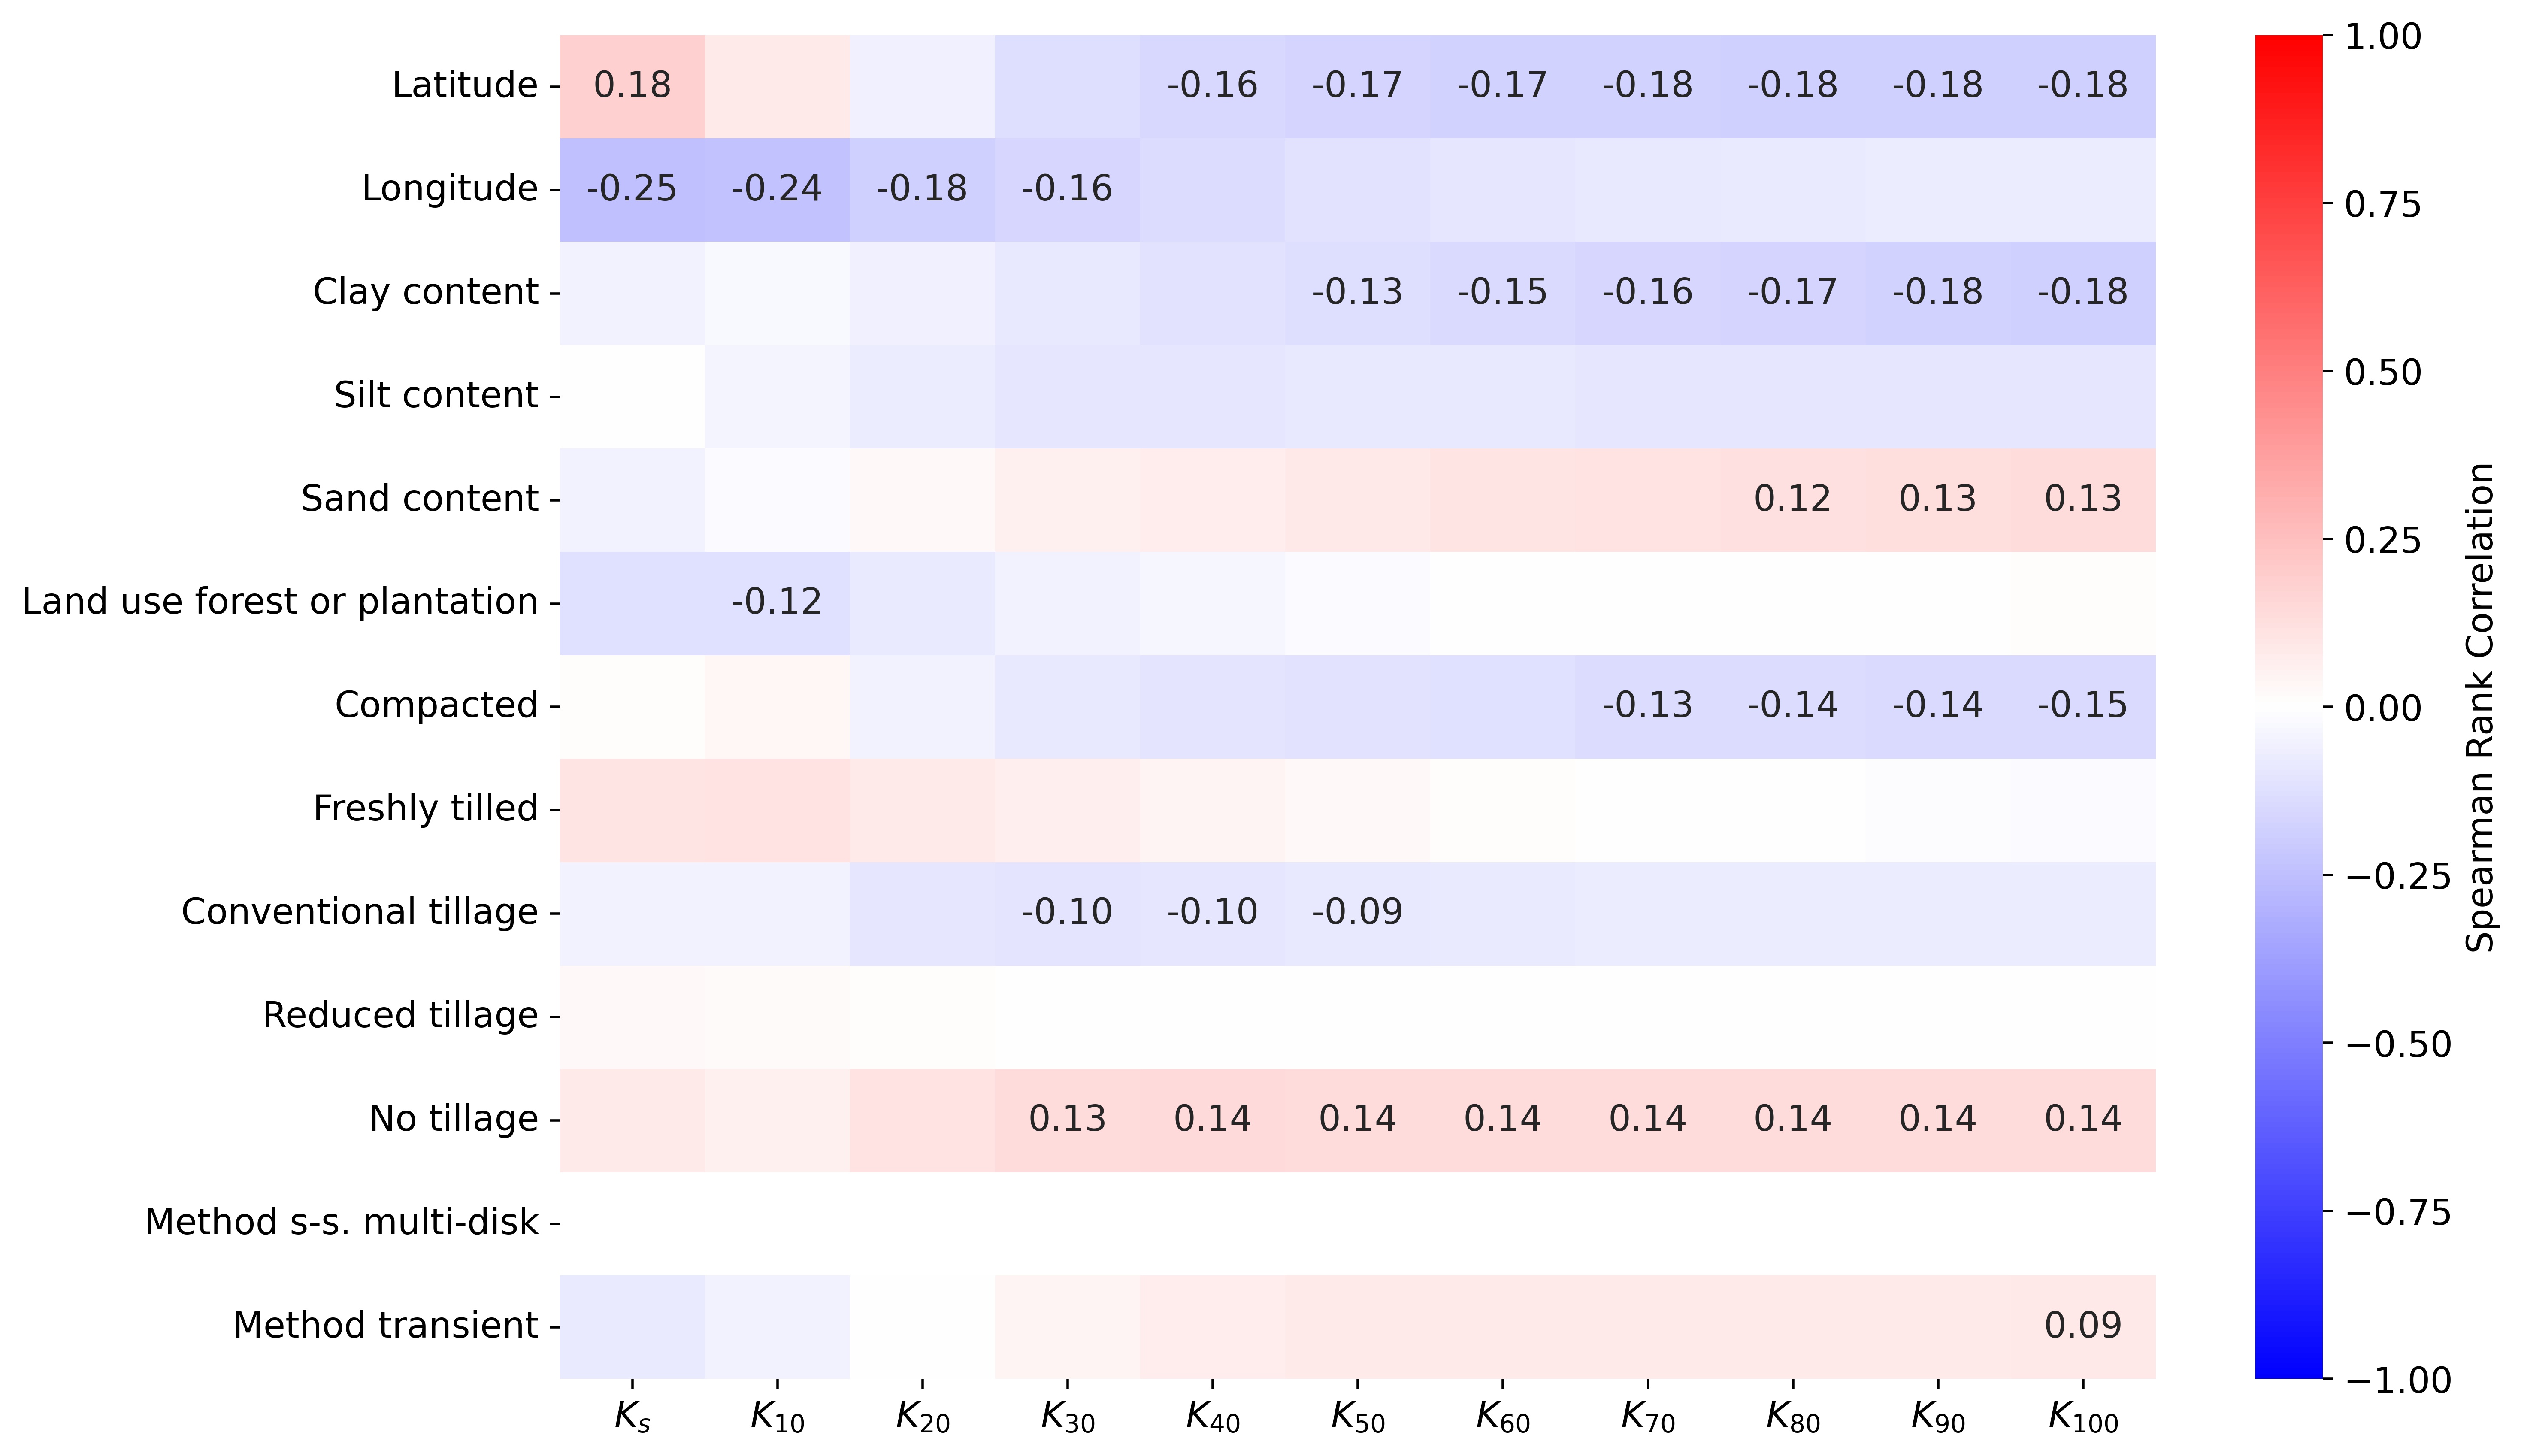 Latitude 0.18 -0.16 -0.17 -0.17 -0.18 -0.18 -0.18 -0.18
Longitude -0.25 -0.24 -0.18 -0.16
Clay content -0.13 -0.15 -0.16 -0.17 -0.18 -0.18
Silt content
Sand content 0.12 0.13 0.13
Land use forest or plantation -0.12
Compacted -0.13 -0.14 -0.14 -0.15
Freshly tilled
Conventional tillage -0.10 -0.10 -0.09
Reduced tillage
No tillage 0.13 0.14 0.14 0.14 0.14 0.14 0.14 0.14
Method s-s. multi-disk
Method transient 0.09
K_s K_10 K_20 K_30 K_40 K_50 K_60 K_70 K_80 K_90 K_100
1.00
0.75
0.50
0.25
0.00
−0.25
−0.50
−0.75
−1.00
Spearman Rank Correlation